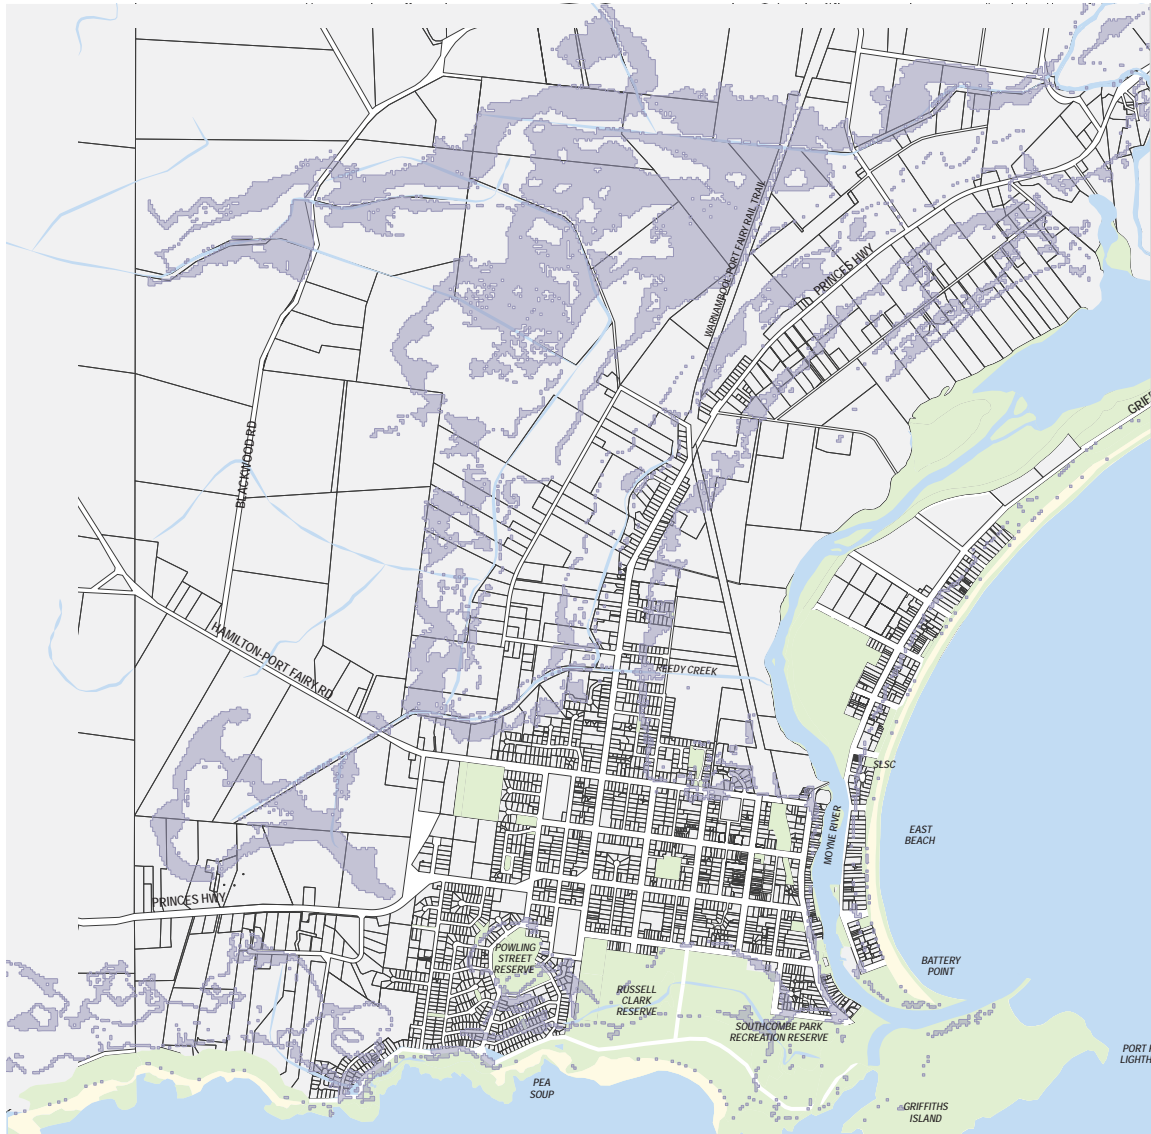 WARRNAMBOOL-PORT FAIRY RAIL TRAIL
PRINCES HWY
BLACKWOOD RD
HAMILTON-PORT FAIRY RD
REEDY CREEK
SLSC
MOYNE RIVER
EAST
BEACH
PRINCES HWY
POWLING
STREET
RESERVE
BATTERY
POINT
RUSSELL
CLARK
RESERVE
SOUTHCOMBE PARK
RECREATION RESERVE
PEA
SOUP
GRIFFITHS
ISLAND